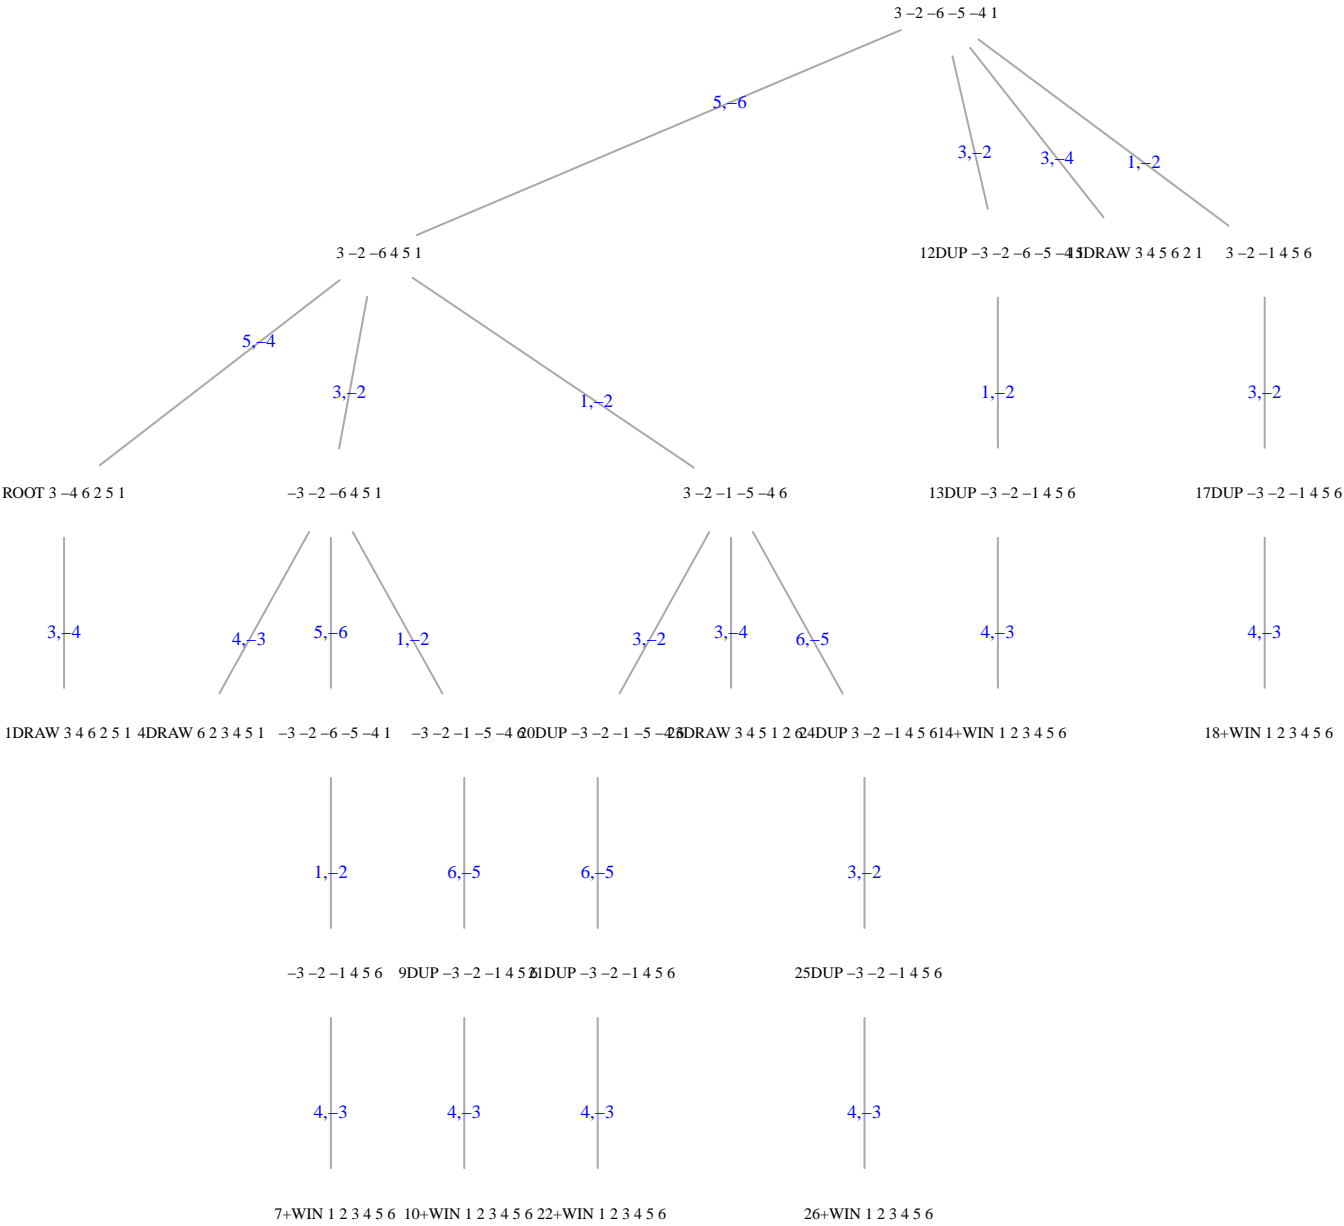 3 –2 –6 –5 –4 1
5,–6
3,–2
3,–4
1,–2
3 –2 –6 4 5 1
12DUP –3 –2 –6 –5 –4 1
15DRAW 3 4 5 6 2 1
3 –2 –1 4 5 6
5,–4
3,–2
1,–2
1,–2
3,–2
ROOT 3 –4 6 2 5 1
–3 –2 –6 4 5 1
3 –2 –1 –5 –4 6
13DUP –3 –2 –1 4 5 6
17DUP –3 –2 –1 4 5 6
3,–4
4,–3
5,–6
1,–2
3,–2
3,–4
6,–5
4,–3
4,–3
1DRAW 3 4 6 2 5 1
4DRAW 6 2 3 4 5 1
–3 –2 –6 –5 –4 1
–3 –2 –1 –5 –4 6
20DUP –3 –2 –1 –5 –4 6
23DRAW 3 4 5 1 2 6
24DUP 3 –2 –1 4 5 6
14+WIN 1 2 3 4 5 6
18+WIN 1 2 3 4 5 6
1,–2
6,–5
6,–5
3,–2
–3 –2 –1 4 5 6
9DUP –3 –2 –1 4 5 6
21DUP –3 –2 –1 4 5 6
25DUP –3 –2 –1 4 5 6
4,–3
4,–3
4,–3
4,–3
7+WIN 1 2 3 4 5 6
10+WIN 1 2 3 4 5 6
22+WIN 1 2 3 4 5 6
26+WIN 1 2 3 4 5 6